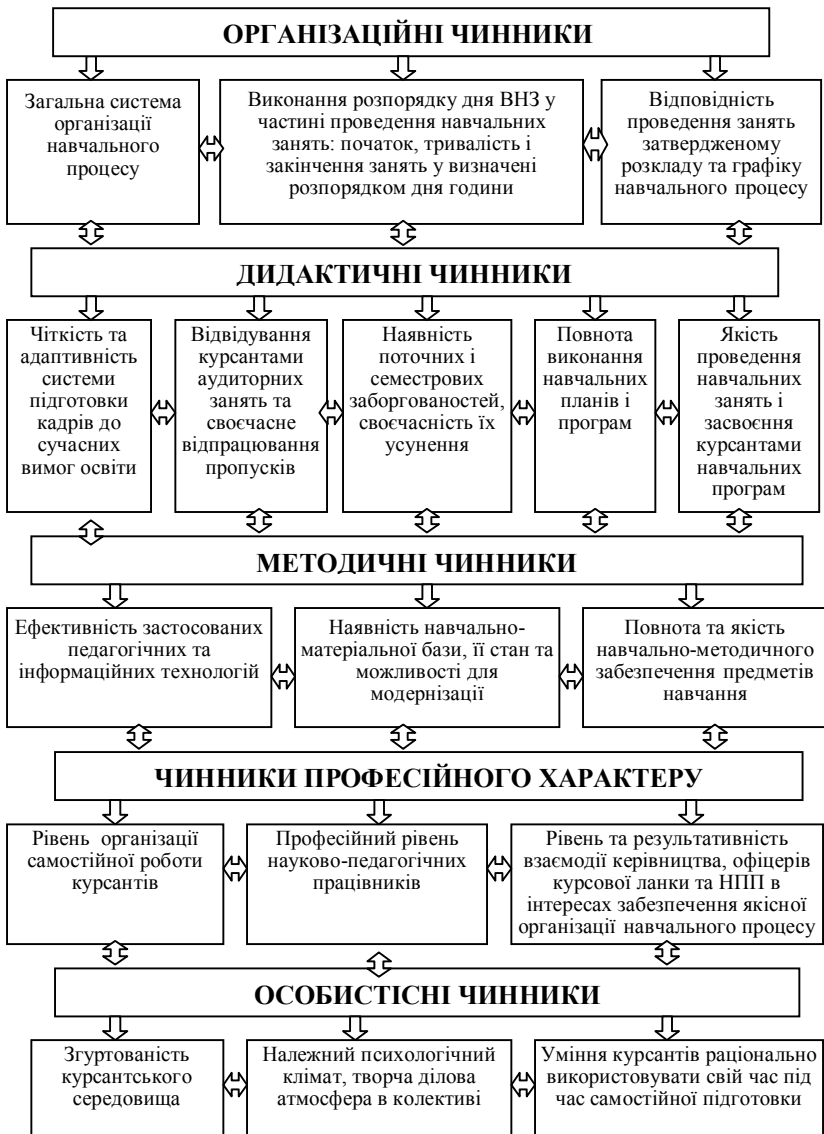 ОРГАНІЗАЦІЙНІ ЧИННИКИ
Загальна система
організації
навчального
процесу
Виконання розпорядку дня ВНЗ у
частині проведення навчальних
занять: початок, тривалість і
закінчення занять у визначені
розпорядком дня години
Відповідність
проведення занять
затвердженому
розкладу та графіку
навчального процесу
ДИДАКТИЧНІ ЧИННИКИ
Чіткість та
адаптивність
системи
підготовки
кадрів до
сучасних
вимог освіти
Відвідування
курсантами
аудиторних
занять та
своєчасне
відпрацювання
пропусків
Наявність
поточних і
семестрових
заборгованостей,
своєчасність їх
усунення
Повнота
виконання
навчальних
планів і
програм
Якість
проведення
навчальних
занять і
засвоєння
курсантами
навчальних
програм
МЕТОДИЧНІ ЧИННИКИ
Ефективність застосованих
педагогічних та
інформаційних технологій
Наявність навчально-
матеріальної бази, її стан та
можливості для
модернізації
Повнота та якість
навчально-методичного
забезпечення предметів
навчання
ЧИННИКИ ПРОФЕСІЙНОГО ХАРАКТЕРУ
Рівень організації
самостійної роботи
курсантів
Професійний рівень
науково-педагогічних
працівників
Рівень та результативність
взаємодії керівництва, офіцерів
курсової ланки та НПП в
інтересах забезпечення якісної
організації навчального процесу
ОСОБИСТІСНІ ЧИННИКИ
Згуртованість
курсантського
середовища
Належний психологічний
клімат, творча ділова
атмосфера в колективі
Уміння курсантів раціонально
використовувати свій час під
час самостійної підготовки